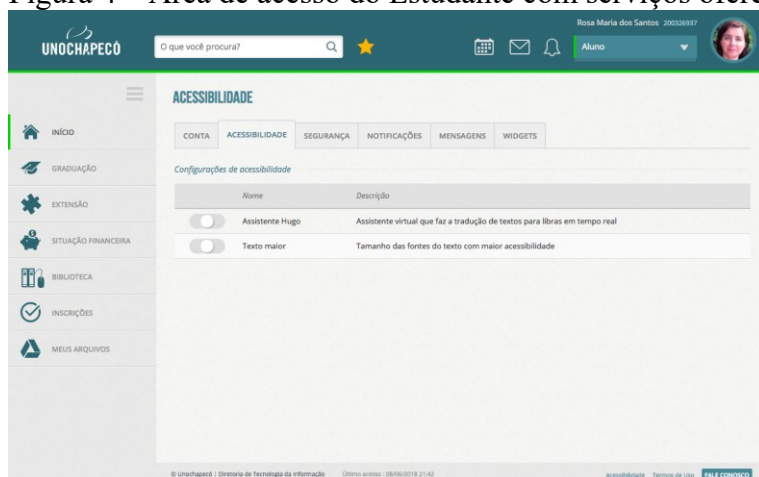 Figura 4 – Área de acesso do Estudante com serviços
Rosa Maria dos Santos 200326937
UNOCHAPECÓ
O que você procura?
Aluno
ACESSIBILIDADE
INÍCIO
GRADUAÇÃO
EXTENSÃO
SITUAÇÃO FINANCEIRA
BIBLIOTECA
INSCRIÇÕES
MEUS ARQUIVOS
CONTA ACESSIBILIDADE SEGURANÇA NOTIFICAÇÕES MENSAGENS WIDGETS
Configurações de acessibilidade
Nome Descrição
Assistente Hugo Assistente virtual que faz a tradução de textos para libras em tempo real
Texto maior Tamanho das fontes do texto com maior acessibilidade
© Unochapecó | Diretoria de Tecnologia da Informação Último acesso : 08/06/2018 21:42 Acessibilidade Termos de Uso FALE CONOSCO